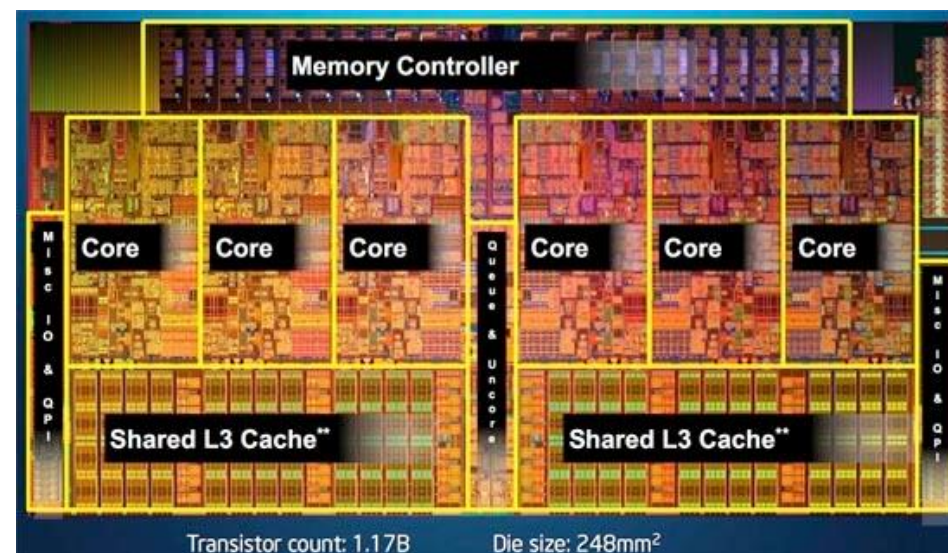 Memory Controller
Core
Core
Core
Core
Core
Core
Misc IO & QPI
Queue & Uncore
Misc IO & QPI
Shared L3 Cache**
Shared L3 Cache**
Transistor count: 1.17B
Die size: 248mm²